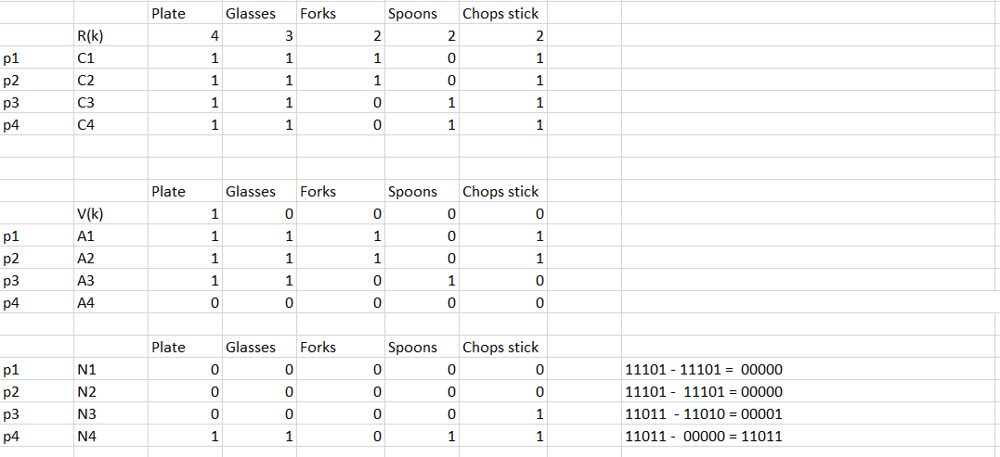 Plate Glasses Forks Spoons Chops stick
R(k) 4 3 2 2 2
p1 C1 1 1 1 0 1
p2 C2 1 1 1 0 1
p3 C3 1 1 0 1 1
p4 C4 1 1 0 1 1
Plate Glasses Forks Spoons Chops stick
V(k) 1 0 0 0 0
p1 A1 1 1 1 0 1
p2 A2 1 1 1 0 1
p3 A3 1 1 0 1 0
p4 A4 0 0 0 0 0
Plate Glasses Forks Spoons Chops stick
p1 N1 0 0 0 0 0 11101 - 11101 = 00000
p2 N2 0 0 0 0 0 11101 - 11101 = 00000
p3 N3 0 0 0 0 1 11011 - 11010 = 00001
p4 N4 1 1 0 1 1 11011 - 00000 = 11011